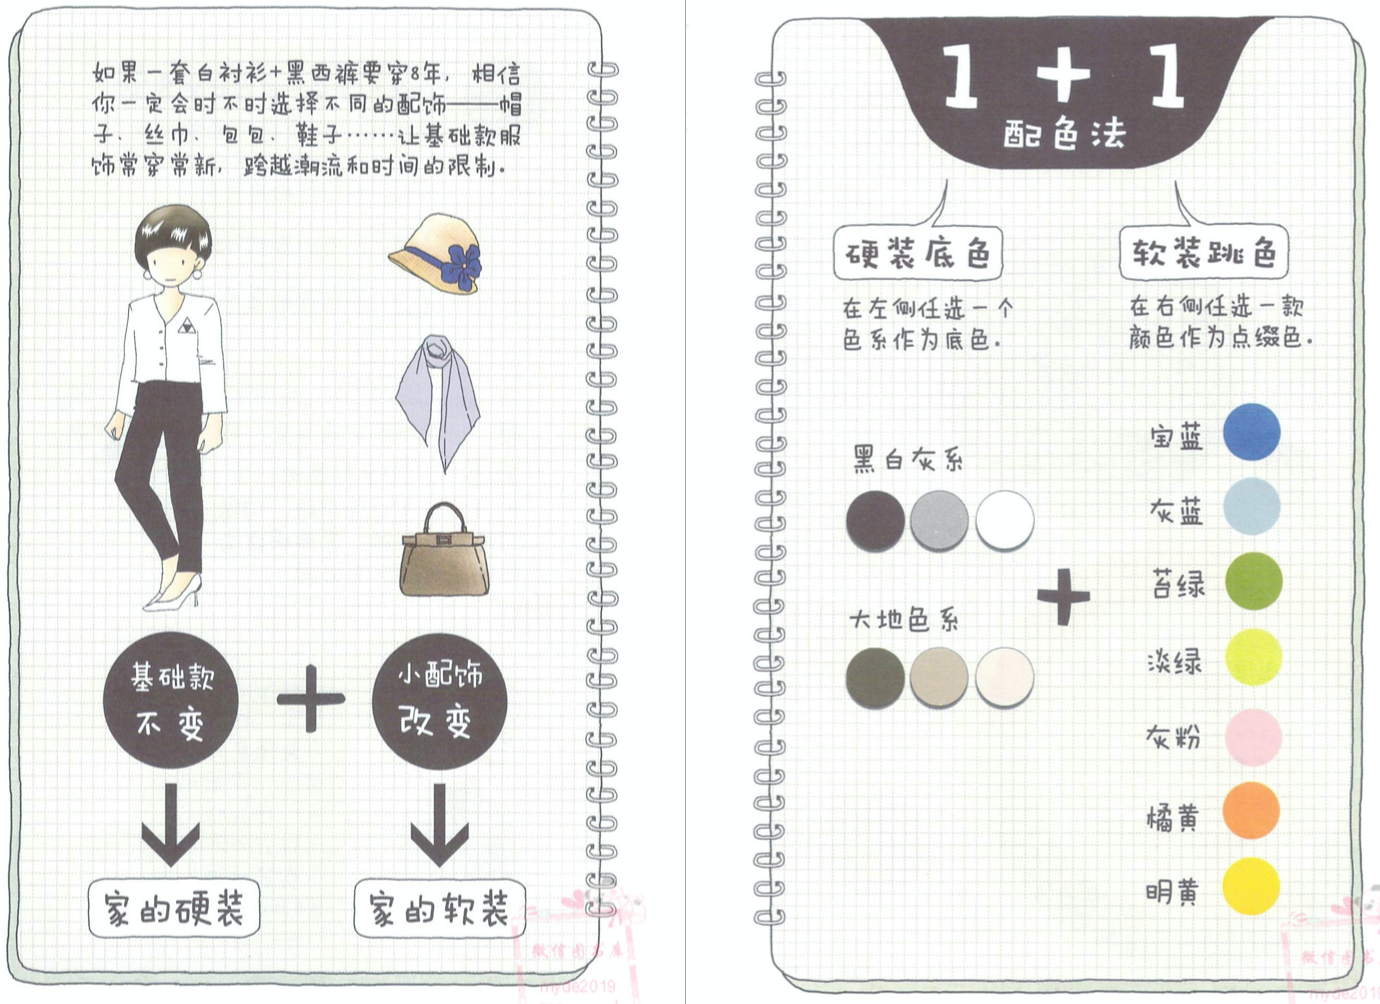 如果一套白衬衫+黑西裤要穿8年，相信
你一定会时不时选择不同的配饰——帽
子、丝巾、包包、鞋子……让基础款服
饰常穿常新，跨越潮流和时间的限制。
基础款
不变
+
小配饰
改变
家的硬装
家的软装
微信图书库
myde2019
1+1
配色法
硬装底色
在左侧任选一个
色系作为底色。
软装跳色
在右侧任选一款
颜色作为点缀色。
黑白灰系
大地色系
+
宝蓝
灰蓝
苔绿
淡绿
灰粉
橘黄
明黄
微信图书
myde2019